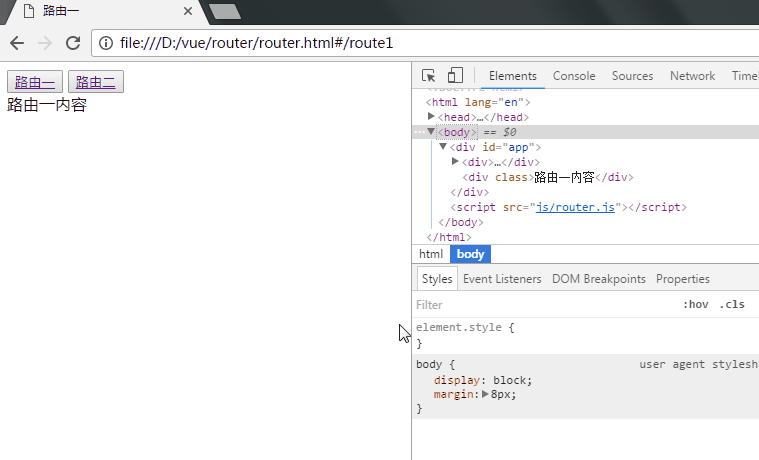 路由一
file:///D:/vue/router/router.html#/route1
路由一 路由二
路由一内容
Elements Console Sources Network Timel
<html lang="en">
<head>…</head>
<body> == $0
<div id="app">
<div>…</div>
<div class>路由一内容</div>
</div>
<script src="js/router.js"></script>
</body>
</html>
html body
Styles Event Listeners DOM Breakpoints Properties
Filter :hov .cls
element.style {
}
body { user agent stylesh
display: block;
margin: 8px;
}